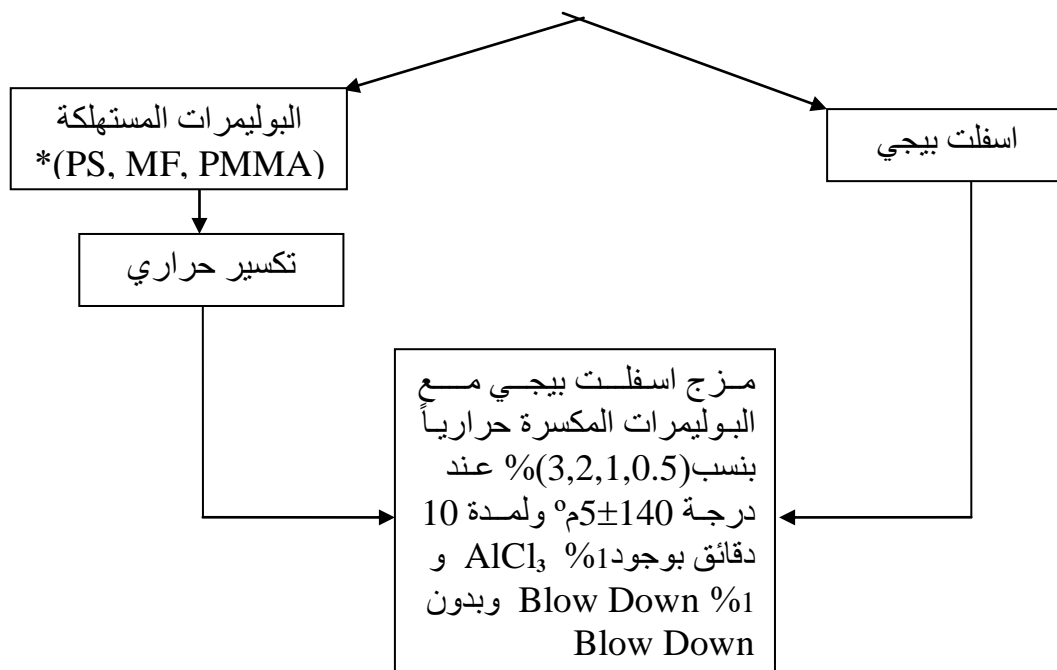 البوليمرات المستهلكة
(PS, MF, PMMA)*
اسفلت بيجي
تكسير حراري
مزج اسفلت بيجي مع
البوليمرات المكسرة حرارياً
بنسب(3,2,1,0.5)% عند
درجة 140±5مº ولمدة 10
دقائق بوجود1% AlCl₃ و
1% Blow Down وبدون
Blow Down